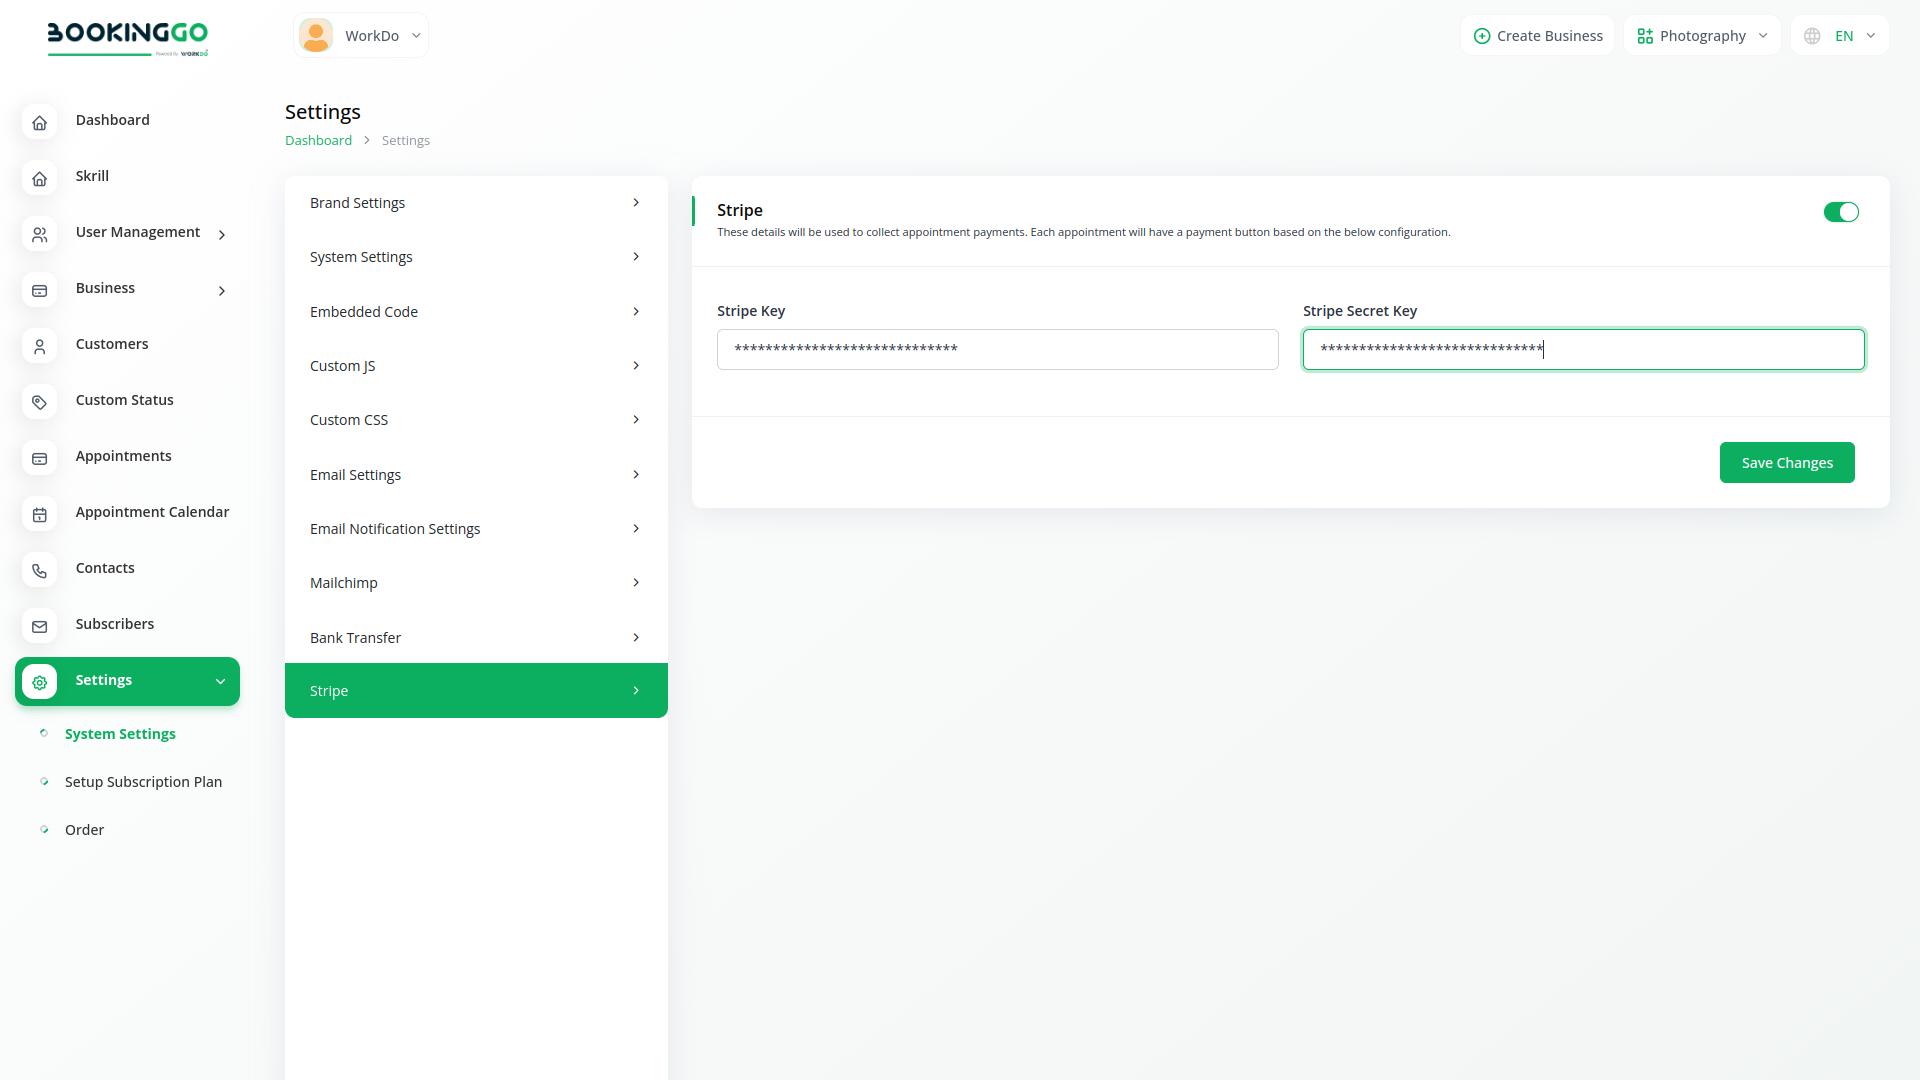 BOOKINGGO
Powered By WORKDO
WorkDo
Create Business
Photography
EN
Dashboard
Skrill
User Management
Business
Customers
Custom Status
Appointments
Appointment Calendar
Contacts
Subscribers
Settings
System Settings
Setup Subscription Plan
Order
Settings
Dashboard > Settings
Brand Settings
System Settings
Embedded Code
Custom JS
Custom CSS
Email Settings
Email Notification Settings
Mailchimp
Bank Transfer
Stripe
Stripe
These details will be used to collect appointment payments. Each appointment will have a payment button based on the below configuration.
Stripe Key
*****************************
Stripe Secret Key
*****************************
Save Changes